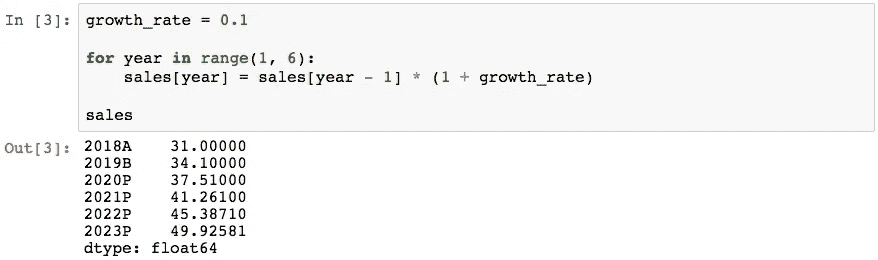 In [3]: growth_rate = 0.1
for year in range(1, 6):
    sales[year] = sales[year - 1] * (1 + growth_rate)
sales
Out[3]: 2018A    31.00000
2019B    34.10000
2020P    37.51000
2021P    41.26100
2022P    45.38710
2023P    49.92581
dtype: float64